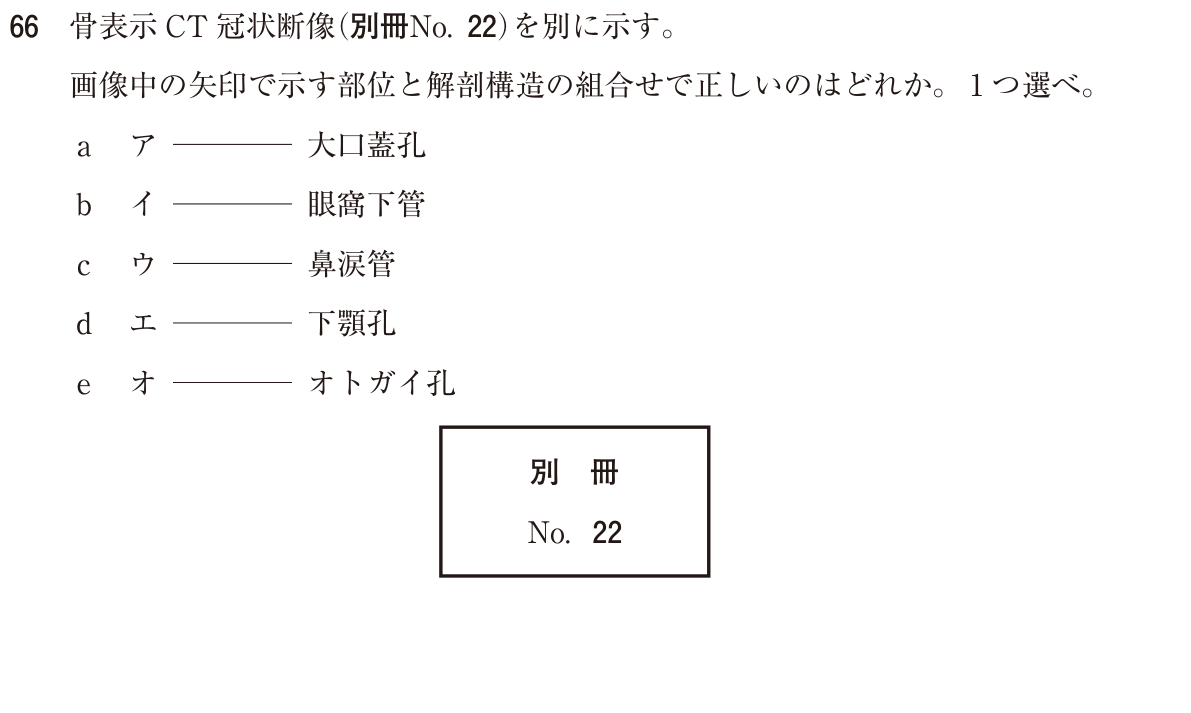 66 骨表示 CT 冠状断像(別冊No. 22)を別に示す。
画像中の矢印で示す部位と解剖構造の組合せで正しいのはどれか。1つ選べ。
a ア ──── 大口蓋孔
b イ ──── 眼窩下管
c ウ ──── 鼻涙管
d エ ──── 下顎孔
e オ ──── オトガイ孔
別 冊
No. 22